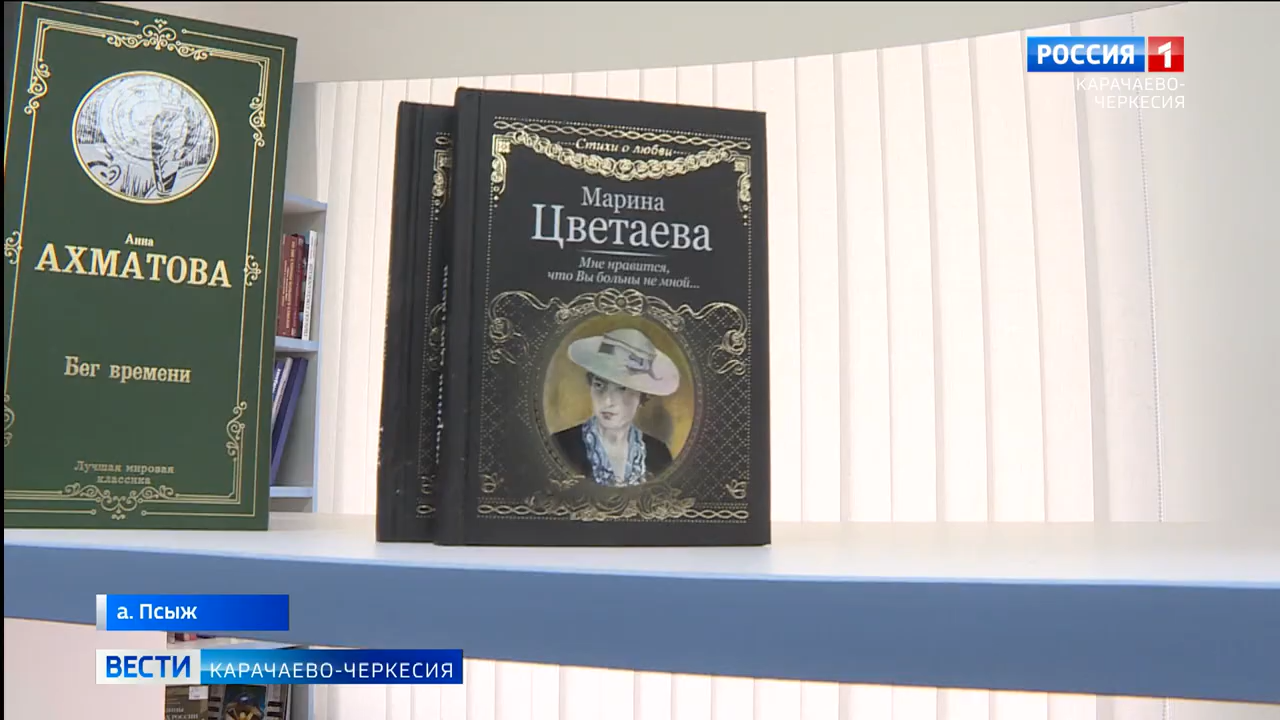 РОССИЯ 1
КАРАЧАЕВО-
ЧЕРКЕСИЯ
Анна
АХМАТОВА
Бег времени
Лучшая мировая
классика
Стихи о любви
Марина
Цветаева
Мне нравится,
что Вы больны не мной...
а. Псыж
ВЕСТИ КАРАЧАЕВО-ЧЕРКЕСИЯ